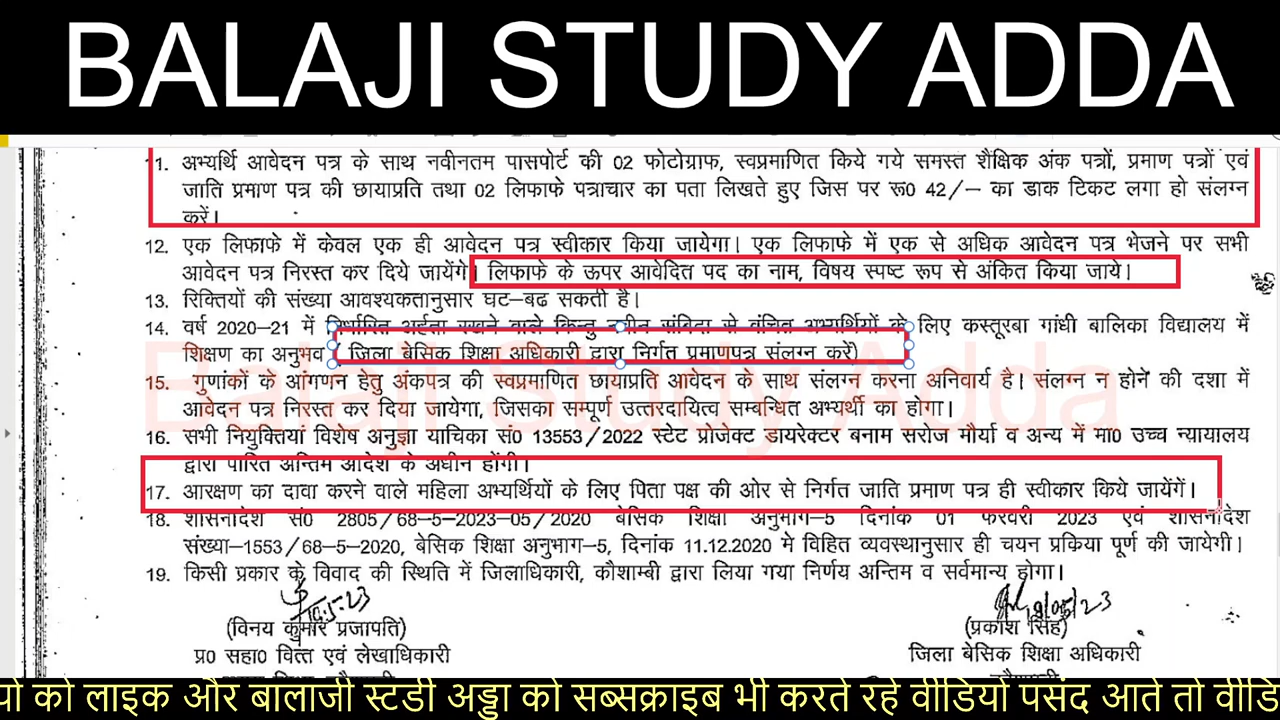 BALAJI STUDY ADDA
11. अभ्यर्थि आवेदन पत्र के साथ नवीनतम पासपोर्ट की 02 फोटोग्राफ, स्वप्रमाणित किये गये समस्त शैक्षिक अंक पत्रों, प्रमाण पत्रों एवं
जाति प्रमाण पत्र की छायाप्रति तथा 02 लिफाफे पत्राचार का पता लिखते हुए जिस पर रू0 42/– का डाक टिकट लगा हो संलग्न
करें।
12. एक लिफाफे में केवल एक ही आवेदन पत्र स्वीकार किया जायेगा। एक लिफाफे में एक से अधिक आवेदन पत्र भेजने पर सभी
आवेदन पत्र निरस्त कर दिये जायेंगे। लिफाफे के ऊपर आवेदित पद का नाम, विषय स्पष्ट रूप से अंकित किया जाये।
13. रिक्तियों की संख्या आवश्यकतानुसार घट–बढ सकती है।
14. वर्ष 2020–21 में निर्धारित अर्हता रखने वाले किन्तु नवीन संविदा से वंचित अभ्यर्थियों के लिए कस्तूरबा गांधी बालिका विद्यालय में
शिक्षण का अनुभव ( जिला बेसिक शिक्षा अधिकारी द्वारा निर्गत प्रमाणपत्र संलग्न करें)
15. गुणांकों के आंगणन हेतु अंकपत्र की स्वप्रमाणित छायाप्रति आवेदन के साथ संलग्न करना अनिवार्य है। संलग्न न होने की दशा में
आवेदन पत्र निरस्त कर दिया जायेगा, जिसका सम्पूर्ण उत्तरदायित्व सम्बन्धित अभ्यर्थी का होगा।
Balaji Study Adda
16. सभी नियुक्तियां विशेष अनुज्ञा याचिका सं0 13553/2022 स्टेट प्रोजेक्ट डायरेक्टर बनाम सरोज मौर्या व अन्य में मा0 उच्च न्यायालय
द्वारा पारित अन्तिम आदेश के अधीन होंगी।
17. आरक्षण का दावा करने वाले महिला अभ्यर्थियों के लिए पिता पक्ष की ओर से निर्गत जाति प्रमाण पत्र ही स्वीकार किये जायेंगें।
18. शासनादेश सं0 2805/68–5–2023–05/2020 बेसिक शिक्षा अनुभाग–5 दिनांक 01 फरवरी 2023 एवं शासनादेश
संख्या–1553/68–5–2020, बेसिक शिक्षा अनुभाग–5, दिनांक 11.12.2020 मे विहित व्यवस्थानुसार ही चयन प्रकिया पूर्ण की जायेगी।
19. किसी प्रकार के विवाद की स्थिति में जिलाधिकारी, कौशाम्बी द्वारा लिया गया निर्णय अन्तिम व सर्वमान्य होगा।
(विनय कुमार प्रजापति)
(प्रकाश सिंह)
प्र0 सहा0 वित्त एवं लेखाधिकारी
जिला बेसिक शिक्षा अधिकारी
को लाइक और बालाजी स्टडी अड्डा को सब्सक्राइब भी करते रहे वीडियो पसंद आते तो